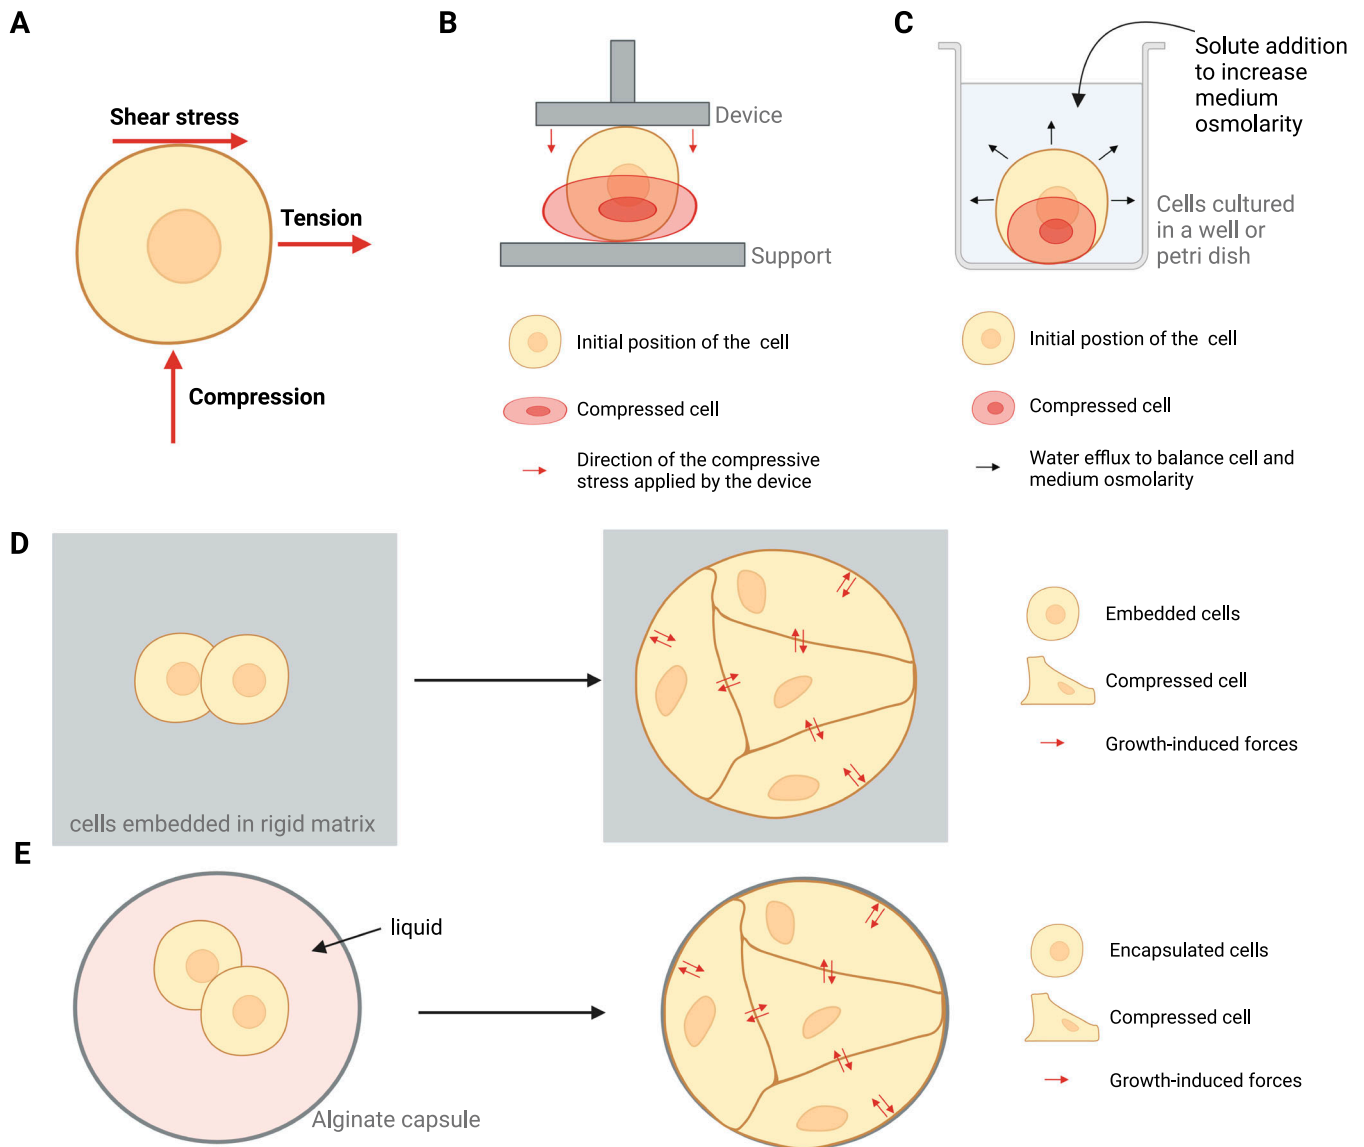 A
Shear stress
Tension
Compression
B
Device
Support
Initial position of the cell
Compressed cell
Direction of the compressive
stress applied by the device
C
Solute addition
to increase
medium
osmolarity
Cells cultured
in a well or
petri dish
Initial postion of the cell
Compressed cell
Water efflux to balance cell and
medium osmolarity
D
cells embedded in rigid matrix
Embedded cells
Compressed cell
Growth-induced forces
E
liquid
Alginate capsule
Encapsulated cells
Compressed cell
Growth-induced forces